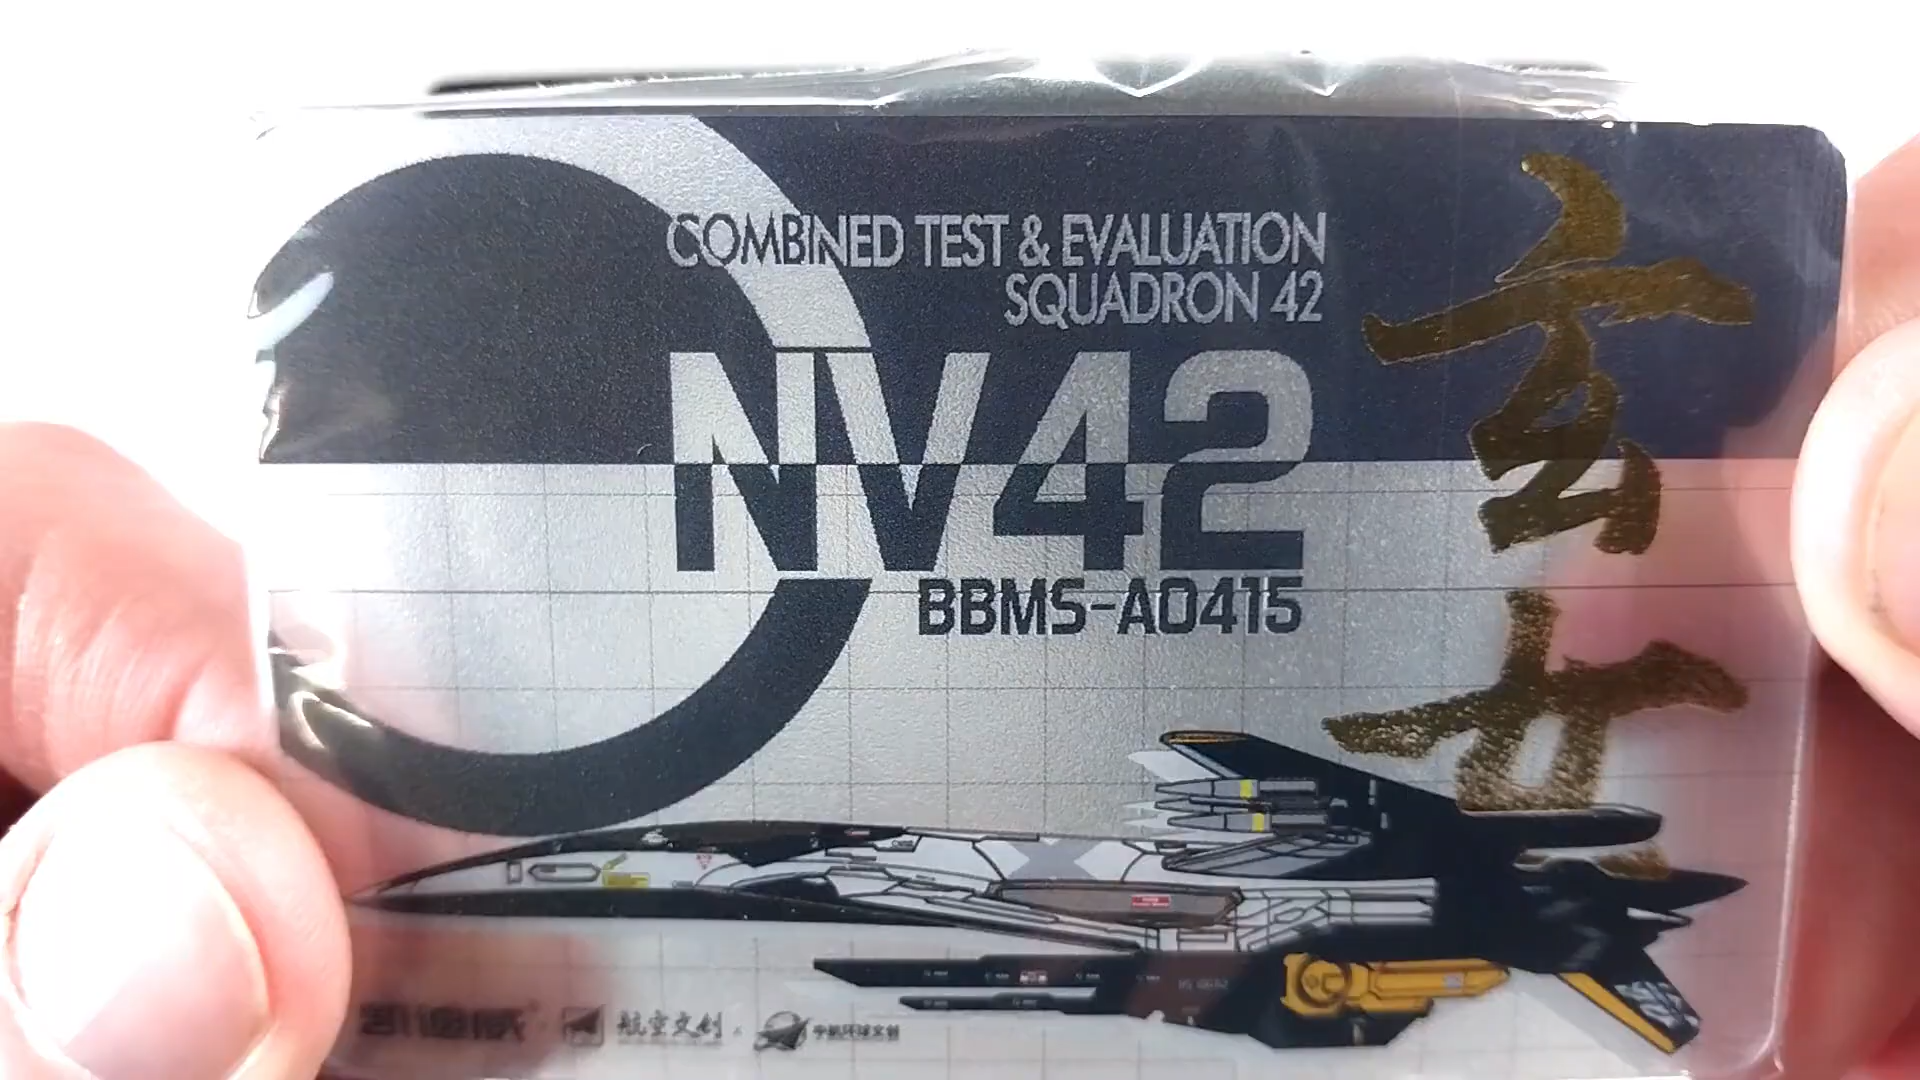 COMBINED TEST & EVALUATION
SQUADRON 42
NV42
BBMS-A0415
玄女
航空文创